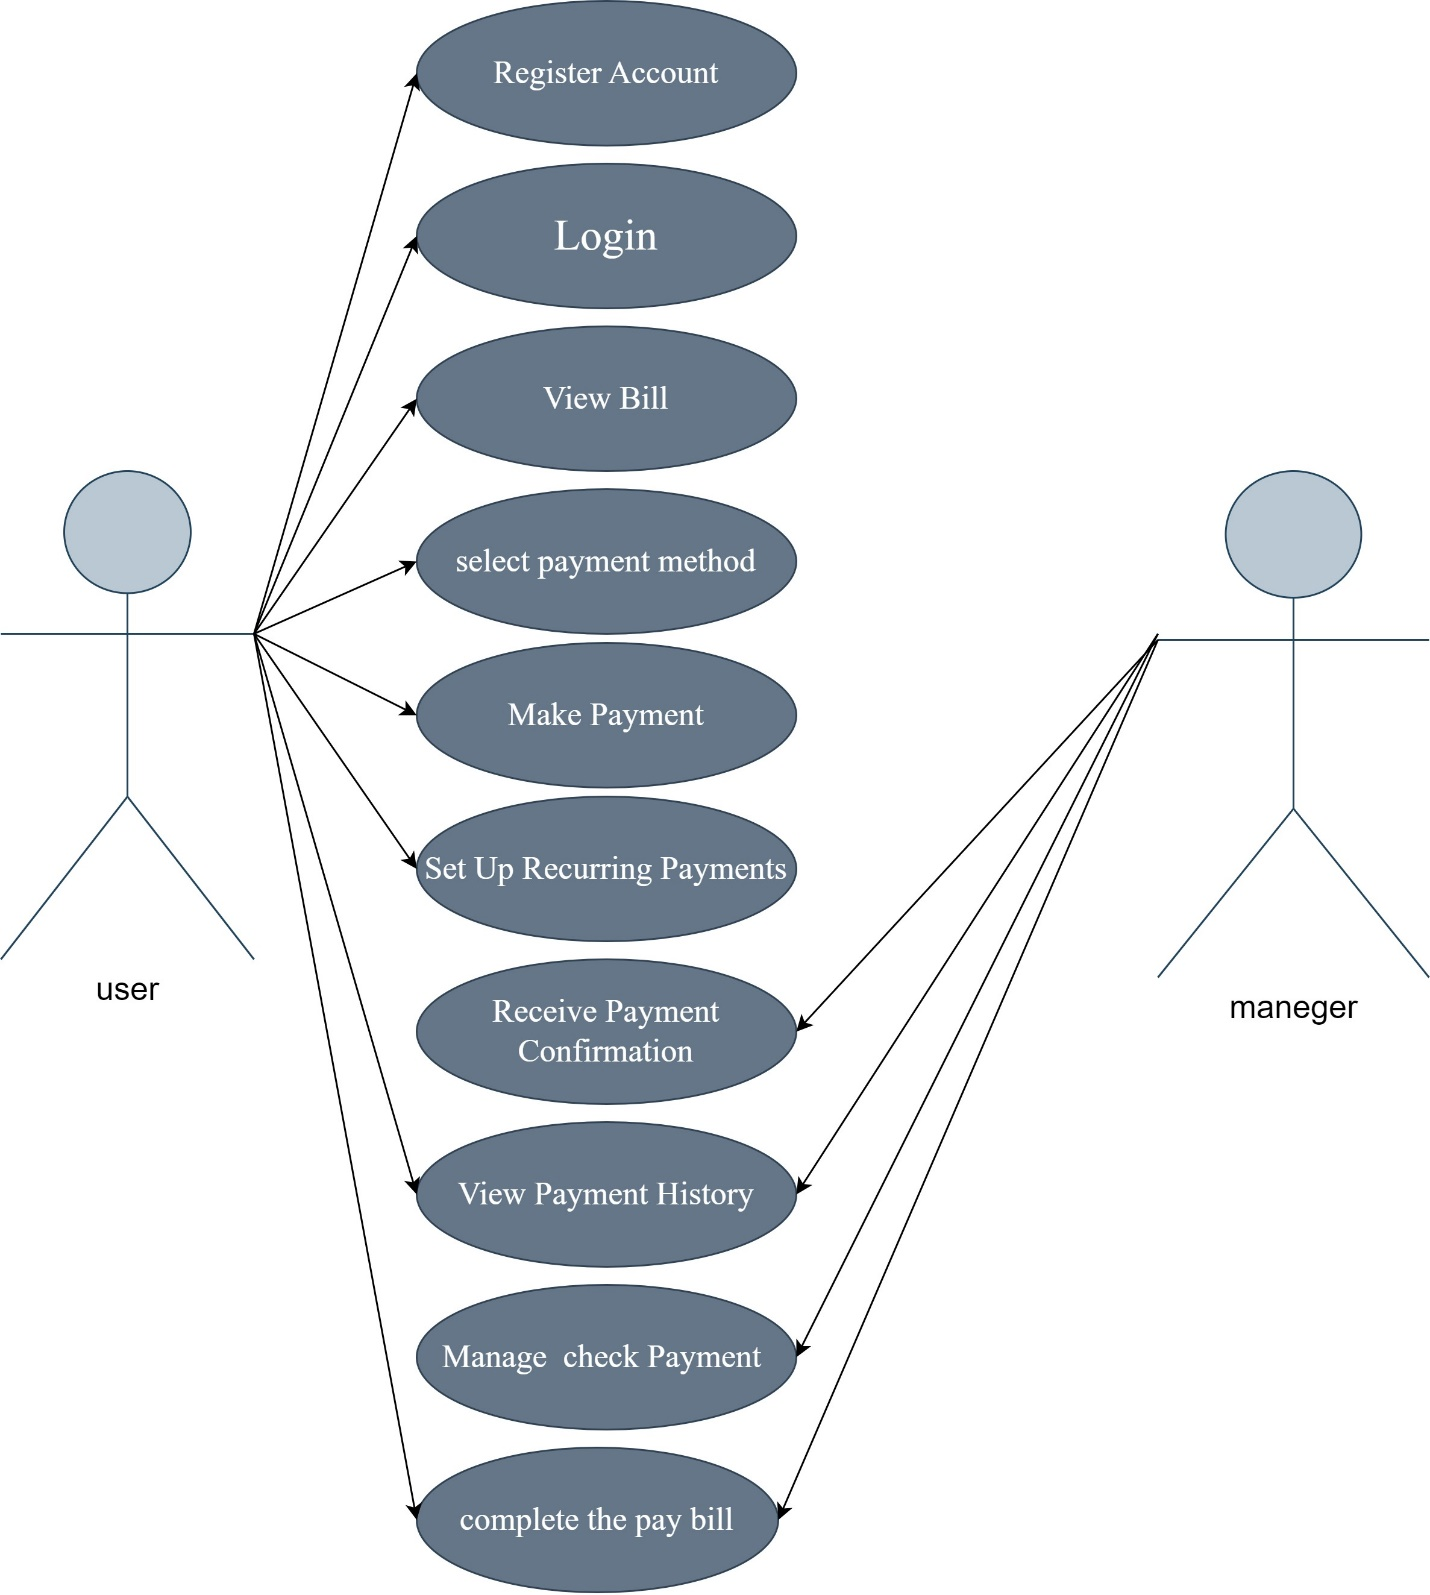 Register Account
Login
View Bill
select payment method
Make Payment
Set Up Recurring Payments
user
Receive Payment
Confirmation
maneger
View Payment History
Manage  check Payment
complete the pay bill